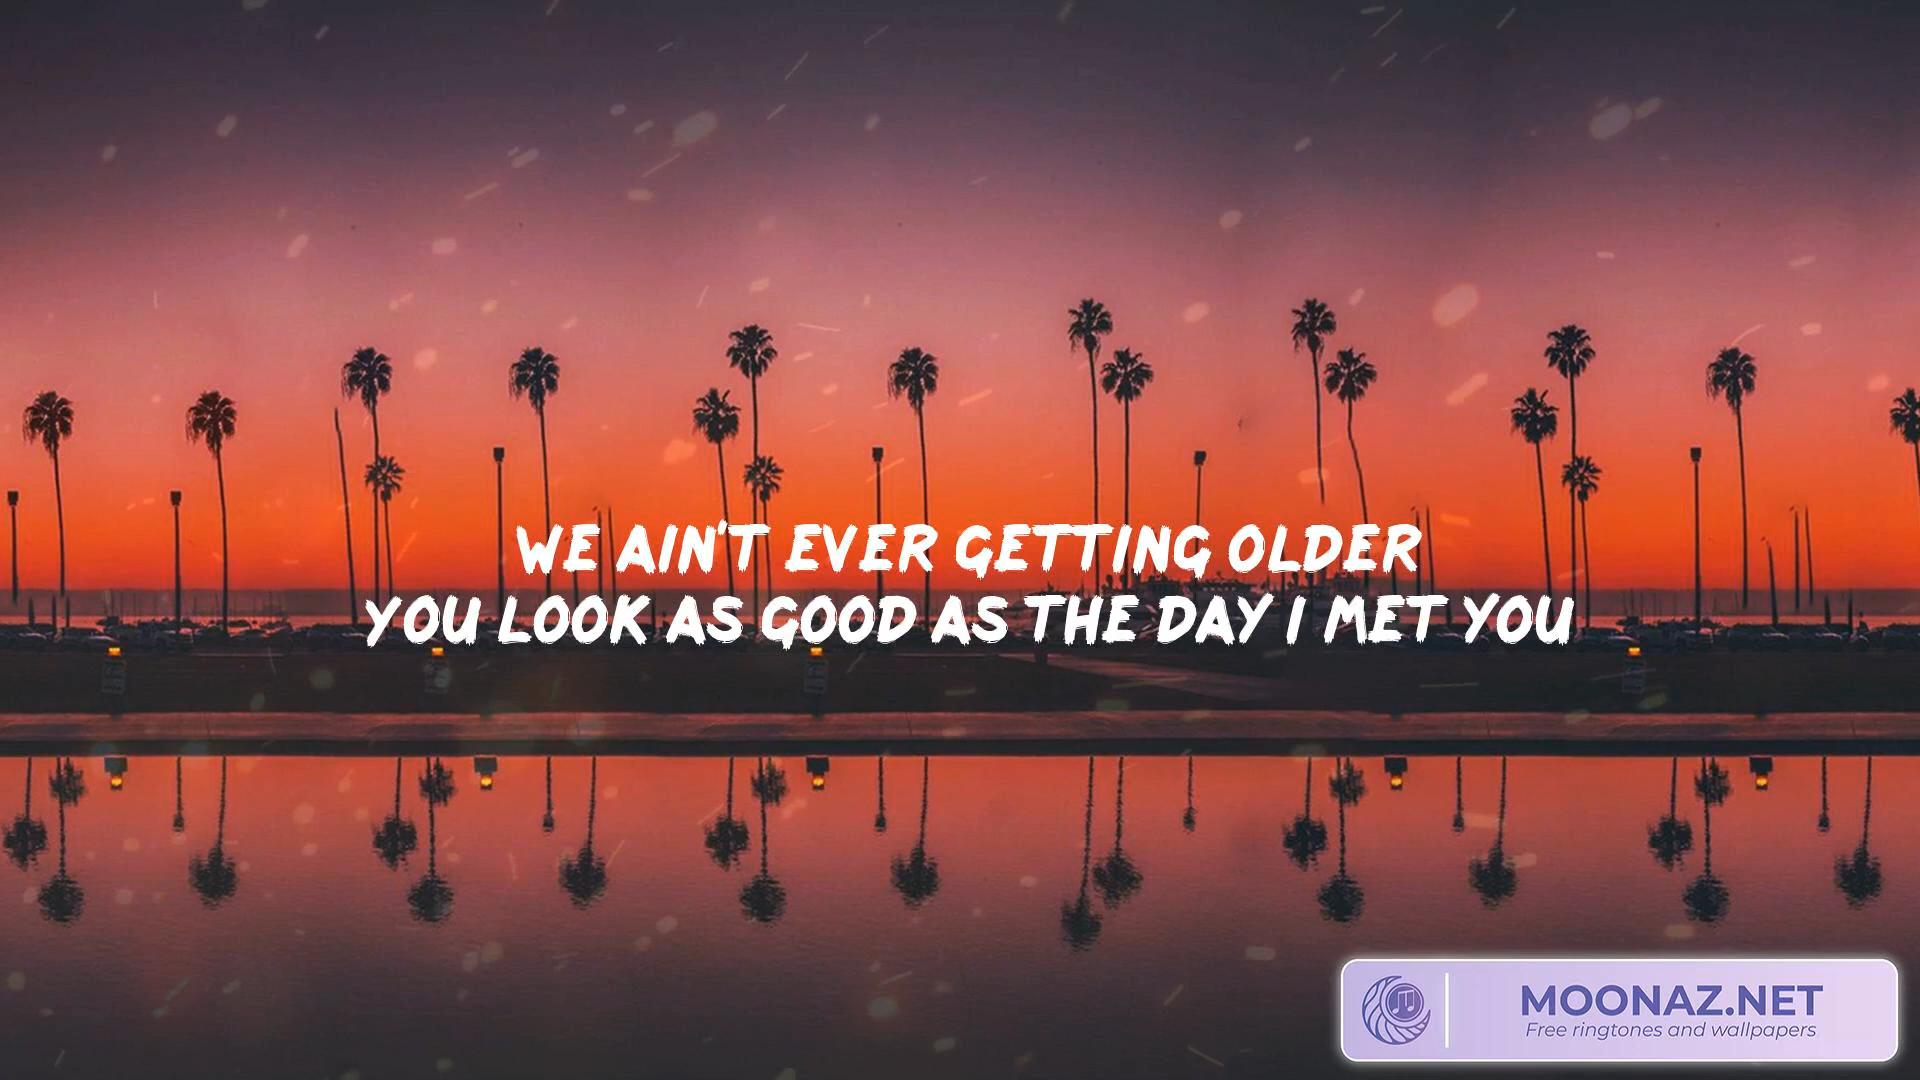 WE AIN'T EVER GETTING OLDER
YOU LOOK AS GOOD AS THE DAY I MET YOU
MOONAZ.NET
Free ringtones and wallpapers